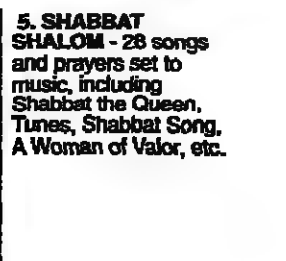 5. SHABBAT
SHALOM - 28 songs
and prayers set to
music, including
Shabbat the Queen,
Tunes, Shabbat Song,
A Woman of Valor, etc.